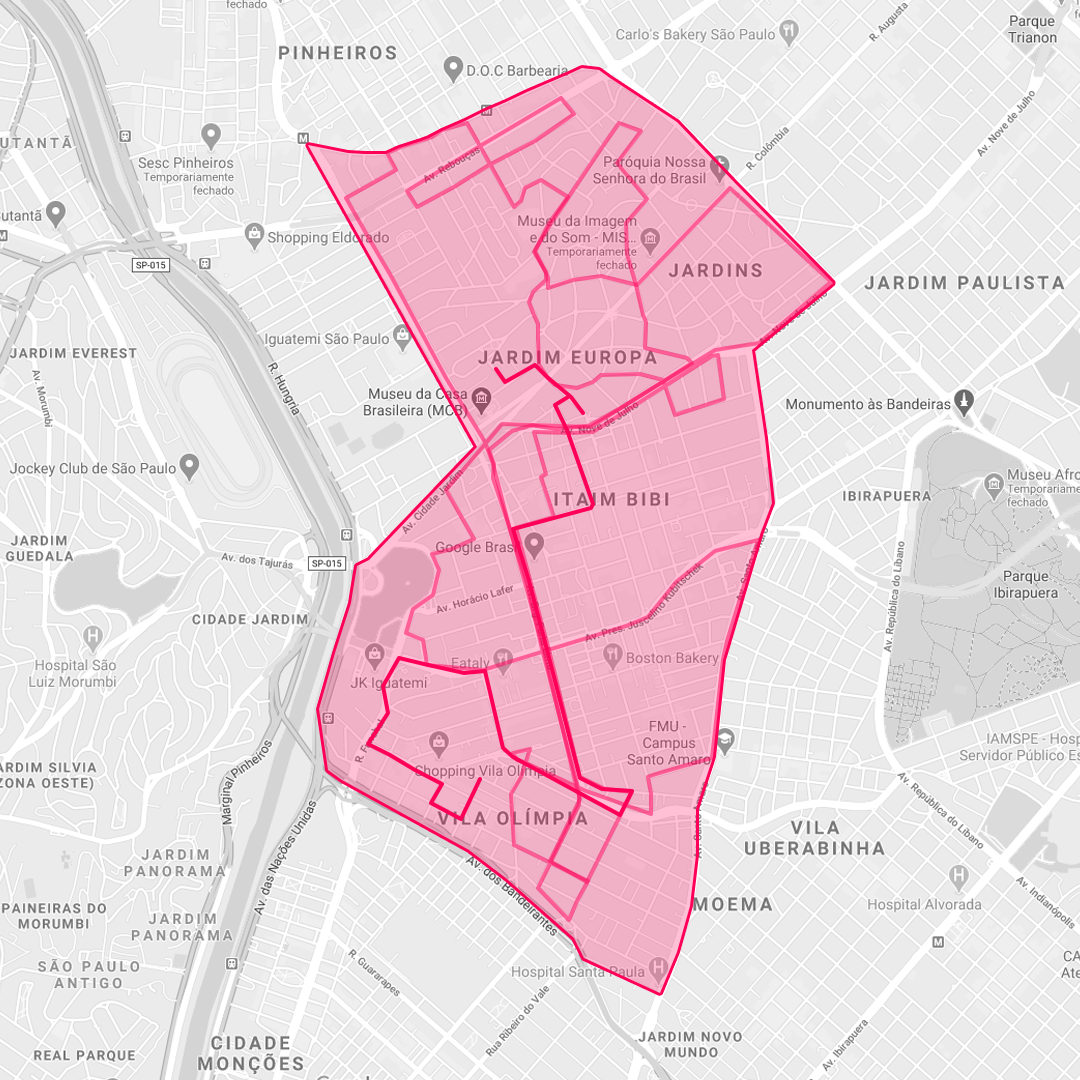 fechado
Carlo's Bakery São Paulo
R. Augusta
Parque
Trianon
PINHEIROS
D.O.C Barbearia
M
M
UTANTÃ
Sesc Pinheiros
Temporariamente
fechado
Av. Rebouças
Paróquia Nossa
Senhora do Brasil
R. Colômbia
Av. Nove de Julho
utantã
M
Shopping Eldorado
SP-015
Museu da Imagem
e do Som - MIS...
Temporariamente
fechado
JARDINS
JARDIM PAULISTA
Av. Nove de Julho
Iguatemi São Paulo
JARDIM EVEREST
JARDIM EUROPA
R. Hungria
Av. Morumbi
Museu da Casa
Brasileira (MCB)
Monumento às Bandeiras
Av. Nove de Julho
Jockey Club de São Paulo
Av. Cidade Jardim
ITAIM BIBI
IBIRAPUERA
Museu Afro
Temporariame
fechado
JARDIM
GUEDALA
Av. dos Tajurás
SP-015
Google Brasil
Av. Santo Amaro
Av. República do Líbano
Parque
Ibirapuera
Av. Horácio Lafer
Av. Pres. Juscelino Kubitschek
CIDADE JARDIM
H
Hospital São
Luiz Morumbi
JK Iguatemi
Eataly
Boston Bakery
FMU -
Campus
Santo Amaro
IAMSPE - Hosp
Servidor Público Es
Marginal Pinheiros
ARDIM SILVIA
ZONA OESTE)
Shopping Vila Olímpia
Av. das Nações Unidas
VILA OLÍMPIA
Av. Santo Amaro
VILA
UBERABINHA
Av. República do Líbano
JARDIM
PANORAMA
Av. dos Bandeirantes
H
Hospital Alvorada
Av. Indianópolis
PAINEIRAS DO
MORUMBI
JARDIM
PANORAMA
MOEMA
M
SÃO PAULO
ANTIGO
R. Guararapes
Hospital Santa Paula
H
CA
Ate
Rua Ribeiro do Vale
REAL PARQUE
CIDADE
MONÇÕES
JARDIM NOVO
MUNDO
Av. Ibirapuera